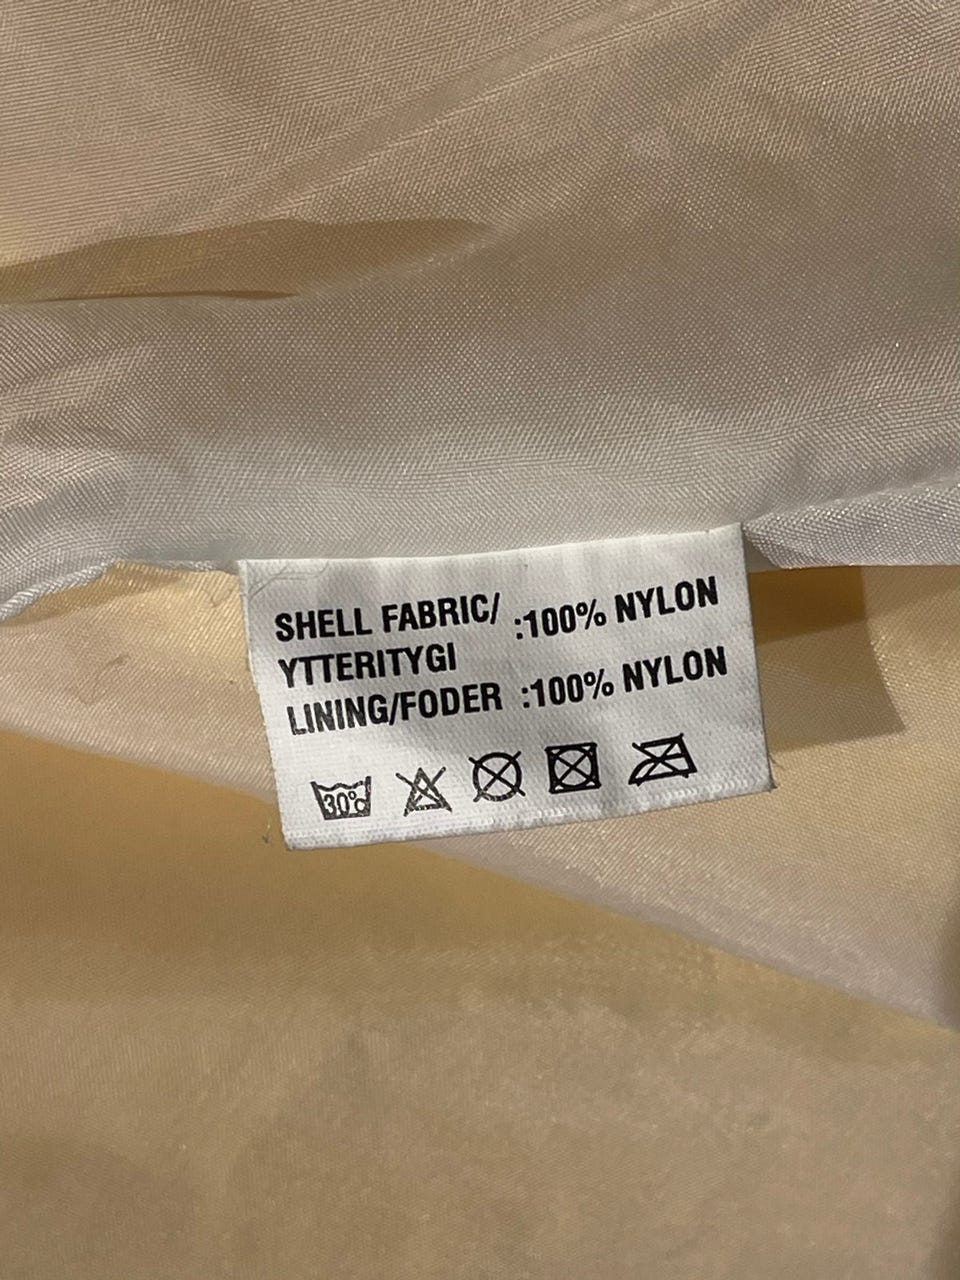 SHELL FABRIC/ :100% NYLON
YTTERITYGI
LINING/FODER :100% NYLON
30°C